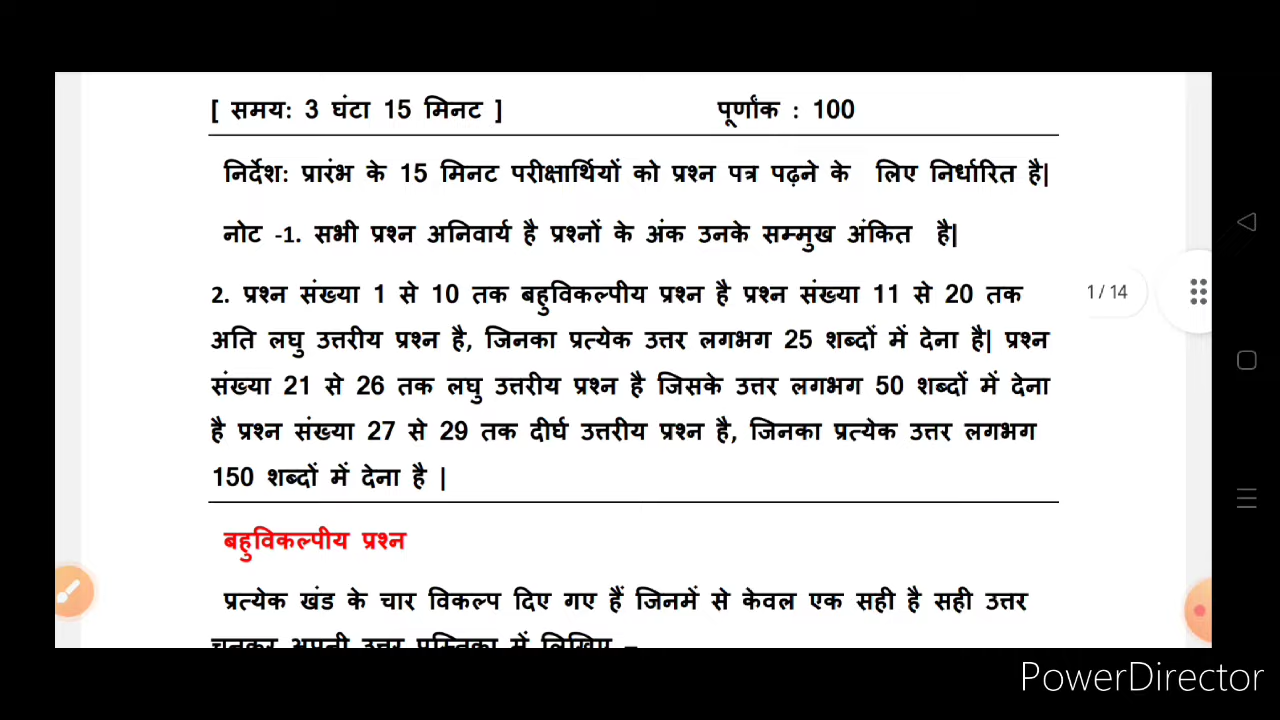 [ समय: 3 घंटा 15 मिनट ] पूर्णांक : 100
निर्देश: प्रारंभ के 15 मिनट परीक्षार्थियों को प्रश्न पत्र पढ़ने के लिए निर्धारित है|
नोट -1. सभी प्रश्न अनिवार्य है प्रश्नों के अंक उनके सम्मुख अंकित है|
2. प्रश्न संख्या 1 से 10 तक बहुविकल्पीय प्रश्न है प्रश्न संख्या 11 से 20 तक
1 / 14
अति लघु उत्तरीय प्रश्न है, जिनका प्रत्येक उत्तर लगभग 25 शब्दों में देना है| प्रश्न
संख्या 21 से 26 तक लघु उत्तरीय प्रश्न है जिसके उत्तर लगभग 50 शब्दों में देना
है प्रश्न संख्या 27 से 29 तक दीर्घ उत्तरीय प्रश्न है, जिनका प्रत्येक उत्तर लगभग
150 शब्दों में देना है |
बहुविकल्पीय प्रश्न
प्रत्येक खंड के चार विकल्प दिए गए हैं जिनमें से केवल एक सही है सही उत्तर
चुनकर अपनी उत्तर पुस्तिका में लिखिए –
PowerDirector